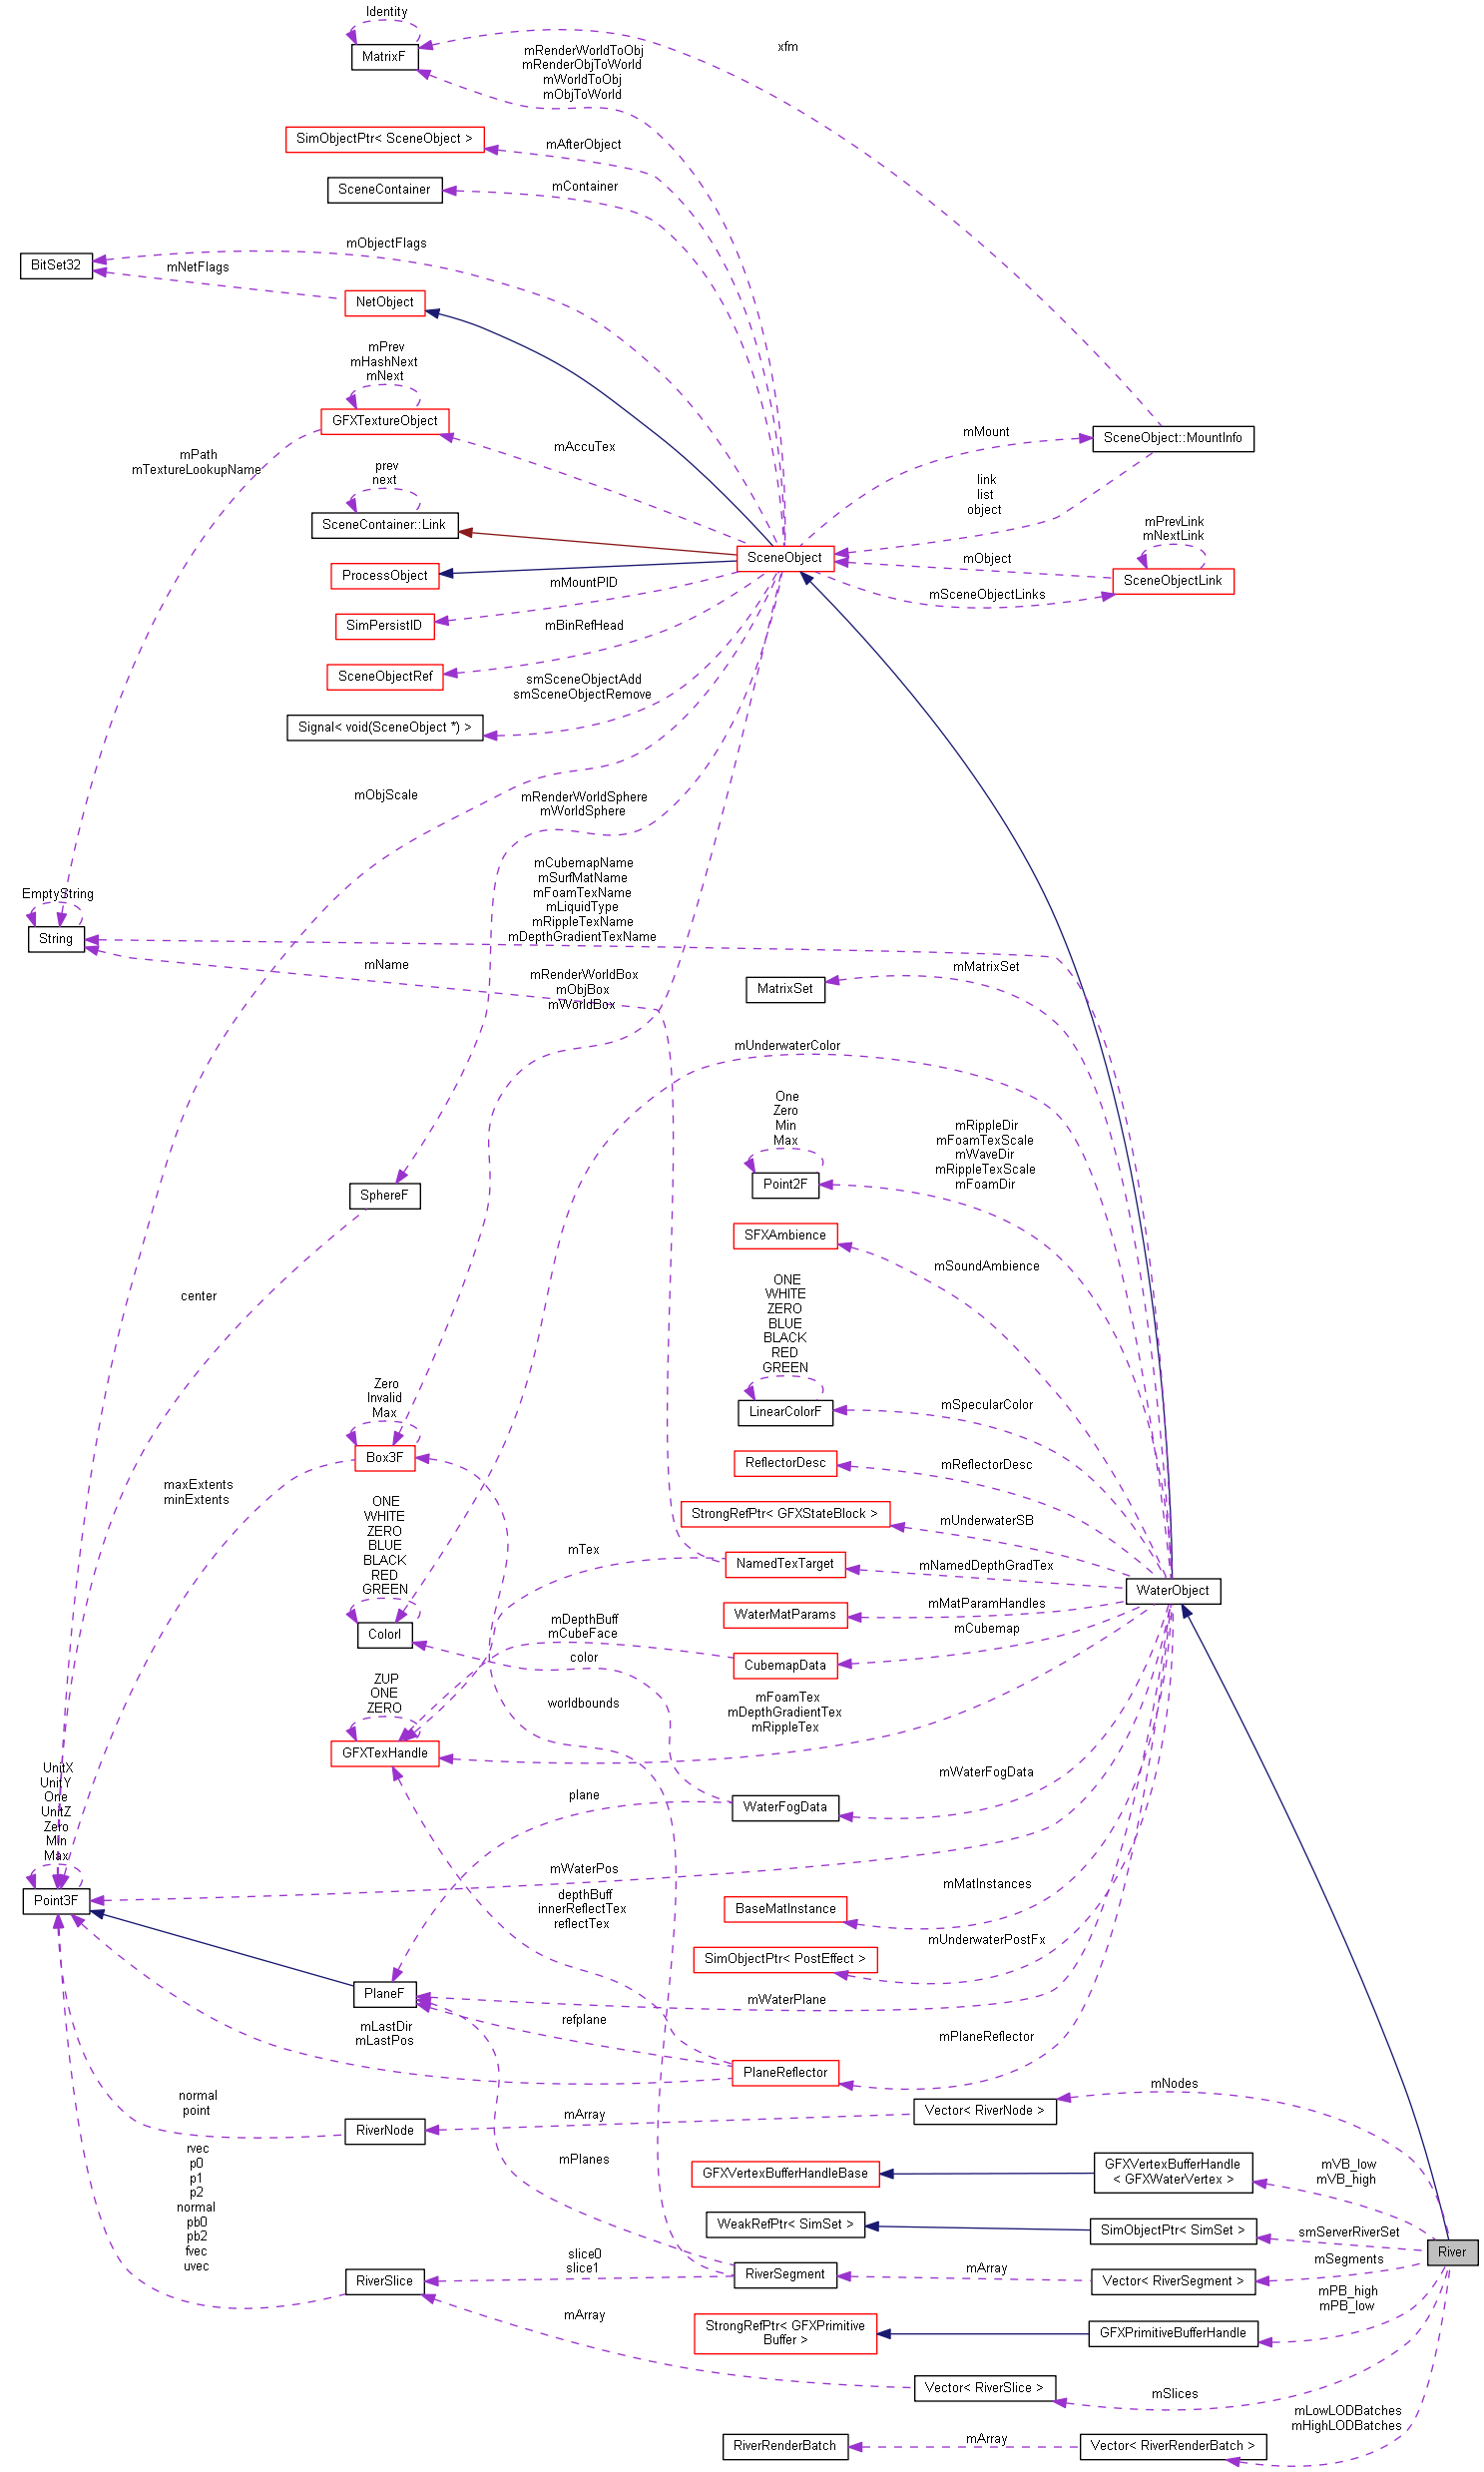 Identity
MatrixF
xfm
mRenderWorldToObj
mRenderObjToWorld
mWorldToObj
mObjToWorld
SimObjectPtr< SceneObject >
mAfterObject
SceneContainer
mContainer
mObjectFlags
BitSet32
mNetFlags
NetObject
mPrev
mHashNext
mNext
GFXTextureObject
mPath
mTextureLookupName
mAccuTex
mMount
SceneObject::MountInfo
prev
next
link
list
object
SceneContainer::Link
mPrevLink
mNextLink
SceneObject
mObject
SceneObjectLink
ProcessObject
mMountPID
mSceneObjectLinks
SimPersistID
mBinRefHead
SceneObjectRef
smSceneObjectAdd
smSceneObjectRemove
Signal< void(SceneObject *) >
mObjScale
mRenderWorldSphere
mWorldSphere
mCubemapName
mSurfMatName
mFoamTexName
mLiquidType
mRippleTexName
mDepthGradientTexName
EmptyString
String
mName
mRenderWorldBox
mObjBox
mWorldBox
mMatrixSet
MatrixSet
mUnderwaterColor
One
Zero
Min
Max
Point2F
mRippleDir
mFoamTexScale
mWaveDir
mRippleTexScale
mFoamDir
SphereF
SFXAmbience
mSoundAmbience
center
ONE
WHITE
ZERO
BLUE
BLACK
RED
GREEN
LinearColorF
mSpecularColor
Zero
Invalid
Max
Box3F
ReflectorDesc
mReflectorDesc
maxExtents
minExtents
ONE
WHITE
ZERO
BLUE
BLACK
RED
GREEN
ColorI
StrongRefPtr< GFXStateBlock >
mUnderwaterSB
mTex
NamedTexTarget
mNamedDepthGradTex
WaterObject
WaterMatParams
mMatParamHandles
mDepthBuff
mCubeFace
mCubemap
color
CubemapData
ZUP
ONE
ZERO
GFXTexHandle
worldbounds
mFoamTex
mDepthGradientTex
mRippleTex
mWaterFogData
WaterFogData
plane
UnitX
UnitY
One
UnitZ
Zero
Min
Max
Point3F
mWaterPos
depthBuff
innerReflectTex
reflectTex
mMatInstances
BaseMatInstance
mUnderwaterPostFx
SimObjectPtr< PostEffect >
PlaneF
mWaterPlane
refplane
mLastDir
mLastPos
mPlaneReflector
PlaneReflector
mNodes
normal
point
RiverNode
mArray
Vector< RiverNode >
rvec
p0
p1
p2
normal
pb0
pb2
fvec
uvec
mPlanes
GFXVertexBufferHandleBase
GFXVertexBufferHandle
< GFXWaterVertex >
mVB_low
mVB_high
WeakRefPtr< SimSet >
SimObjectPtr< SimSet >
smServerRiverSet
River
slice0
slice1
RiverSlice
RiverSegment
mArray
Vector< RiverSegment >
mSegments
mPB_high
mPB_low
mArray
StrongRefPtr< GFXPrimitive
Buffer >
GFXPrimitiveBufferHandle
Vector< RiverSlice >
mSlices
mLowLODBatches
mHighLODBatches
RiverRenderBatch
mArray
Vector< RiverRenderBatch >